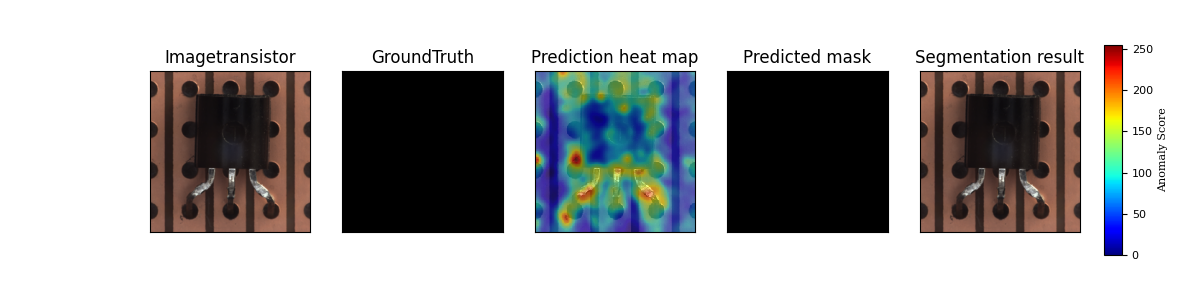 Imagetransistor
GroundTruth
Prediction heat map
Predicted mask
Segmentation result
250
200
150
100
50
0
Anomaly Score